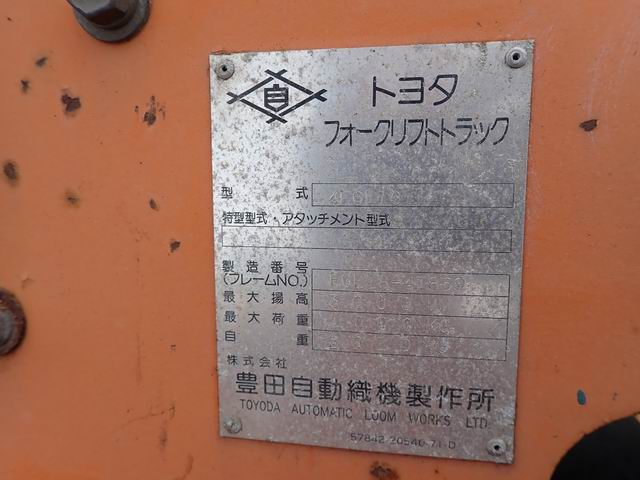 自
トヨタ
フォークリフトトラック
型 式
特型型式・アタッチメント型式
製造番号
(フレームNO.)
最大揚高
最大荷重
自 重
株式会社
豊田自動織機製作所
TOYODA AUTOMATIC LOOM WORKS LTD
57842-20540-71-D